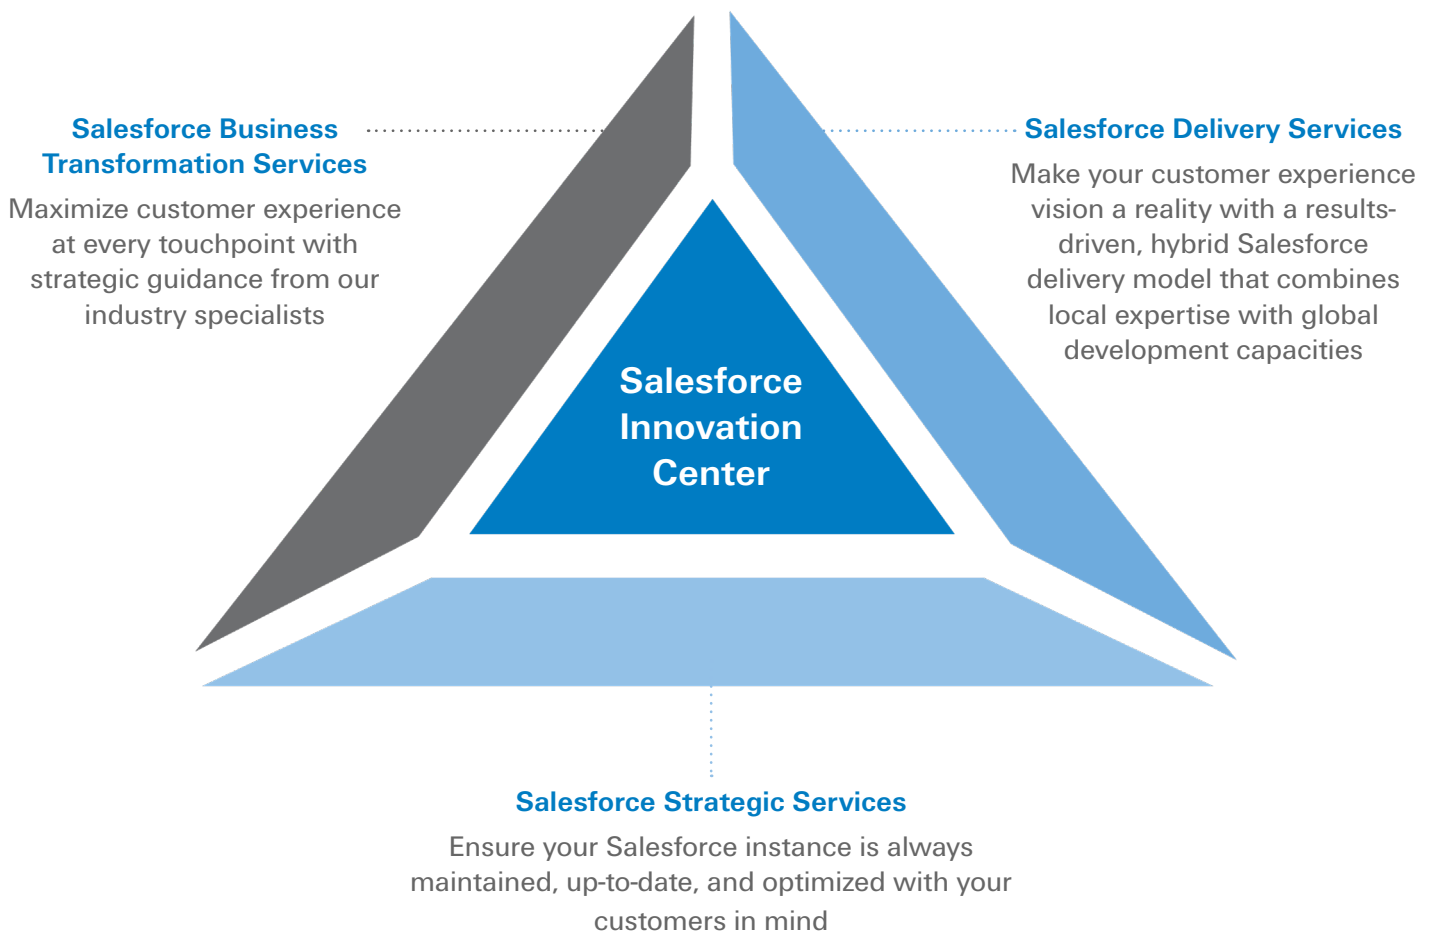 Salesforce Business
Transformation Services
Maximize customer experience
at every touchpoint with
strategic guidance from our
industry specialists
Salesforce Delivery Services
Make your customer experience
vision a reality with a results-
driven, hybrid Salesforce
delivery model that combines
local expertise with global
development capacities
Salesforce
Innovation
Center
Salesforce Strategic Services
Ensure your Salesforce instance is always
maintained, up-to-date, and optimized with your
customers in mind